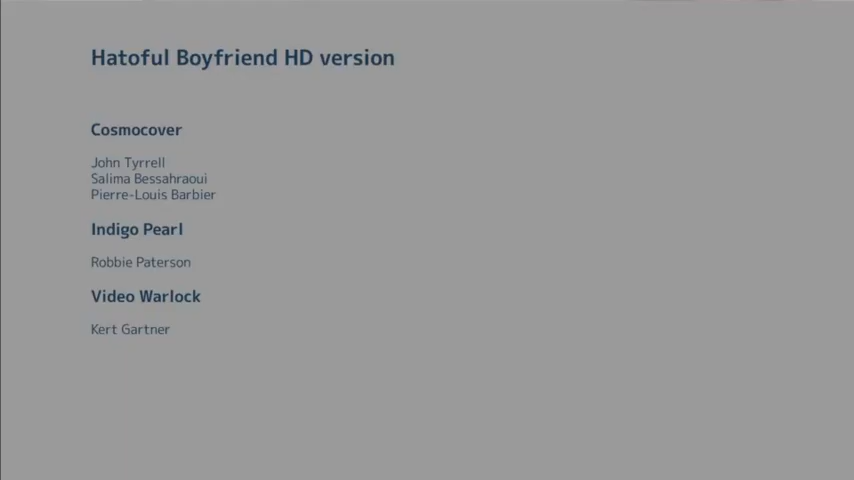 Hatoful Boyfriend HD version
Cosmocover
John Tyrrell
Salima Bessahraoui
Pierre-Louis Barbier
Indigo Pearl
Robbie Paterson
Video Warlock
Kert Gartner